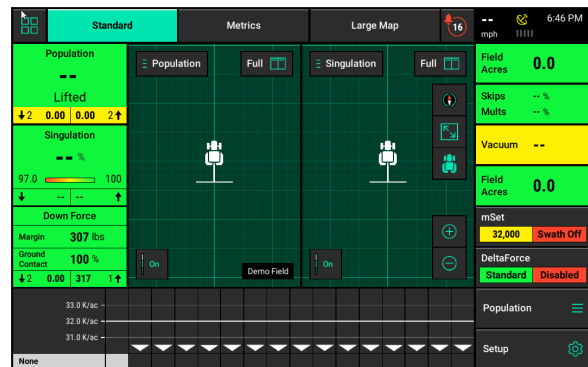 Standard
Metrics
Large Map
16
--
mph
6:46 PM
Population
--
Lifted
2 0.00 0.00 2
Singulation
-- %
97.0 100
-- --
Down Force
Margin 307 lbs
Ground Contact 100 %
2 0.00 317 1
Population
Full
On
Demo Field
Singulation
Full
On
Field Acres 0.0
Skips -- %
Mults -- %
Vacuum --
Field Acres 0.0
mSet
32,000 Swath Off
DeltaForce
Standard Disabled
Population
Setup
33.0 K/ac
32.0 K/ac
31.0 K/ac
None